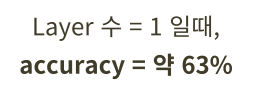 Layer 수 = 1 일때,
accuracy = 약 63%